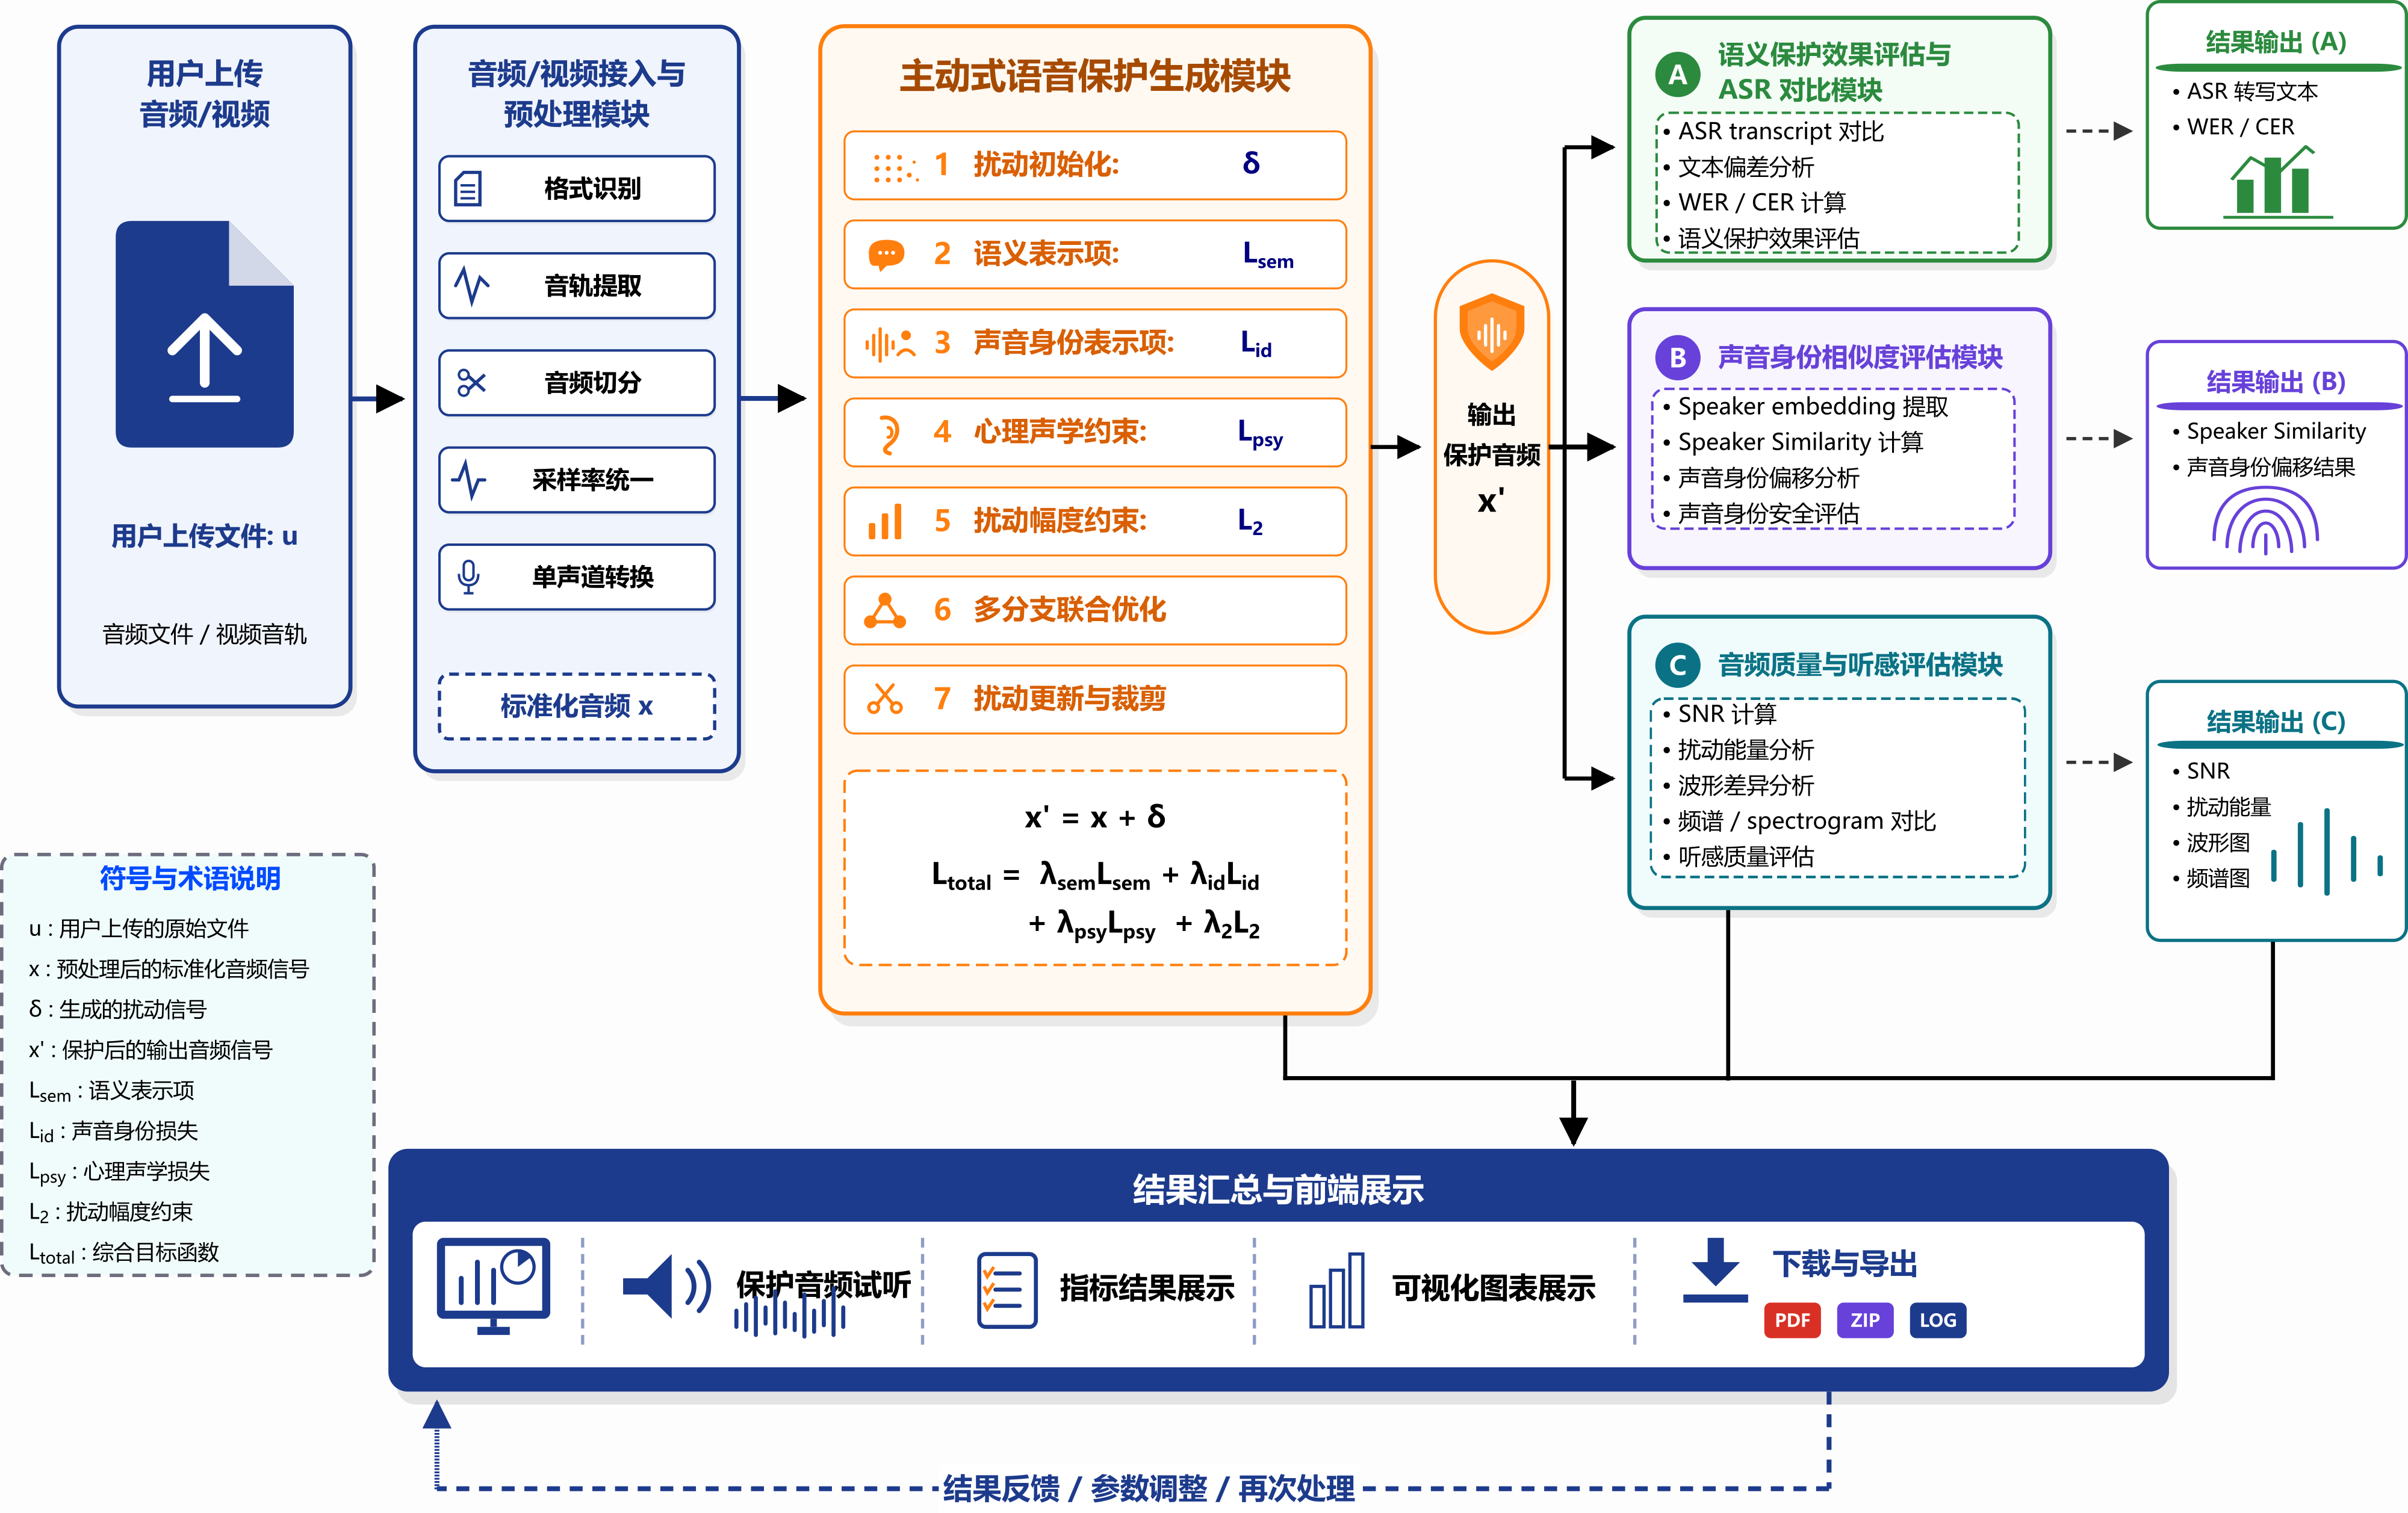 用户上传
音频/视频
用户上传文件: u
音频文件 / 视频音轨
音频/视频接入与
预处理模块
格式识别
音轨提取
音频切分
采样率统一
单声道转换
标准化音频 x
主动式语音保护生成模块
1 扰动初始化: δ
2 语义表示项: Lsem
3 声音身份表示项: Lid
4 心理声学约束: Lpsy
5 扰动幅度约束: L2
6 多分支联合优化
7 扰动更新与裁剪
x' = x + δ
Ltotal = λsemLsem + λidLid
+ λpsyLpsy + λ2L2
输出
保护音频
x'
A 语义保护效果评估与
ASR 对比模块
• ASR transcript 对比
• 文本偏差分析
• WER / CER 计算
• 语义保护效果评估
B 声音身份相似度评估模块
• Speaker embedding 提取
• Speaker Similarity 计算
• 声音身份偏移分析
• 声音身份安全评估
C 音频质量与听感评估模块
• SNR 计算
• 扰动能量分析
• 波形差异分析
• 频谱 / spectrogram 对比
• 听感质量评估
结果输出 (A)
• ASR 转写文本
• WER / CER
结果输出 (B)
• Speaker Similarity
• 声音身份偏移结果
结果输出 (C)
• SNR
• 扰动能量
• 波形图
• 频谱图
符号与术语说明
u : 用户上传的原始文件
x : 预处理后的标准化音频信号
δ : 生成的扰动信号
x' : 保护后的输出音频信号
Lsem : 语义表示项
Lid : 声音身份损失
Lpsy : 心理声学损失
L2 : 扰动幅度约束
Ltotal : 综合目标函数
结果汇总与前端展示
保护音频试听
指标结果展示
可视化图表展示
下载与导出
PDF ZIP LOG
结果反馈 / 参数调整 / 再次处理